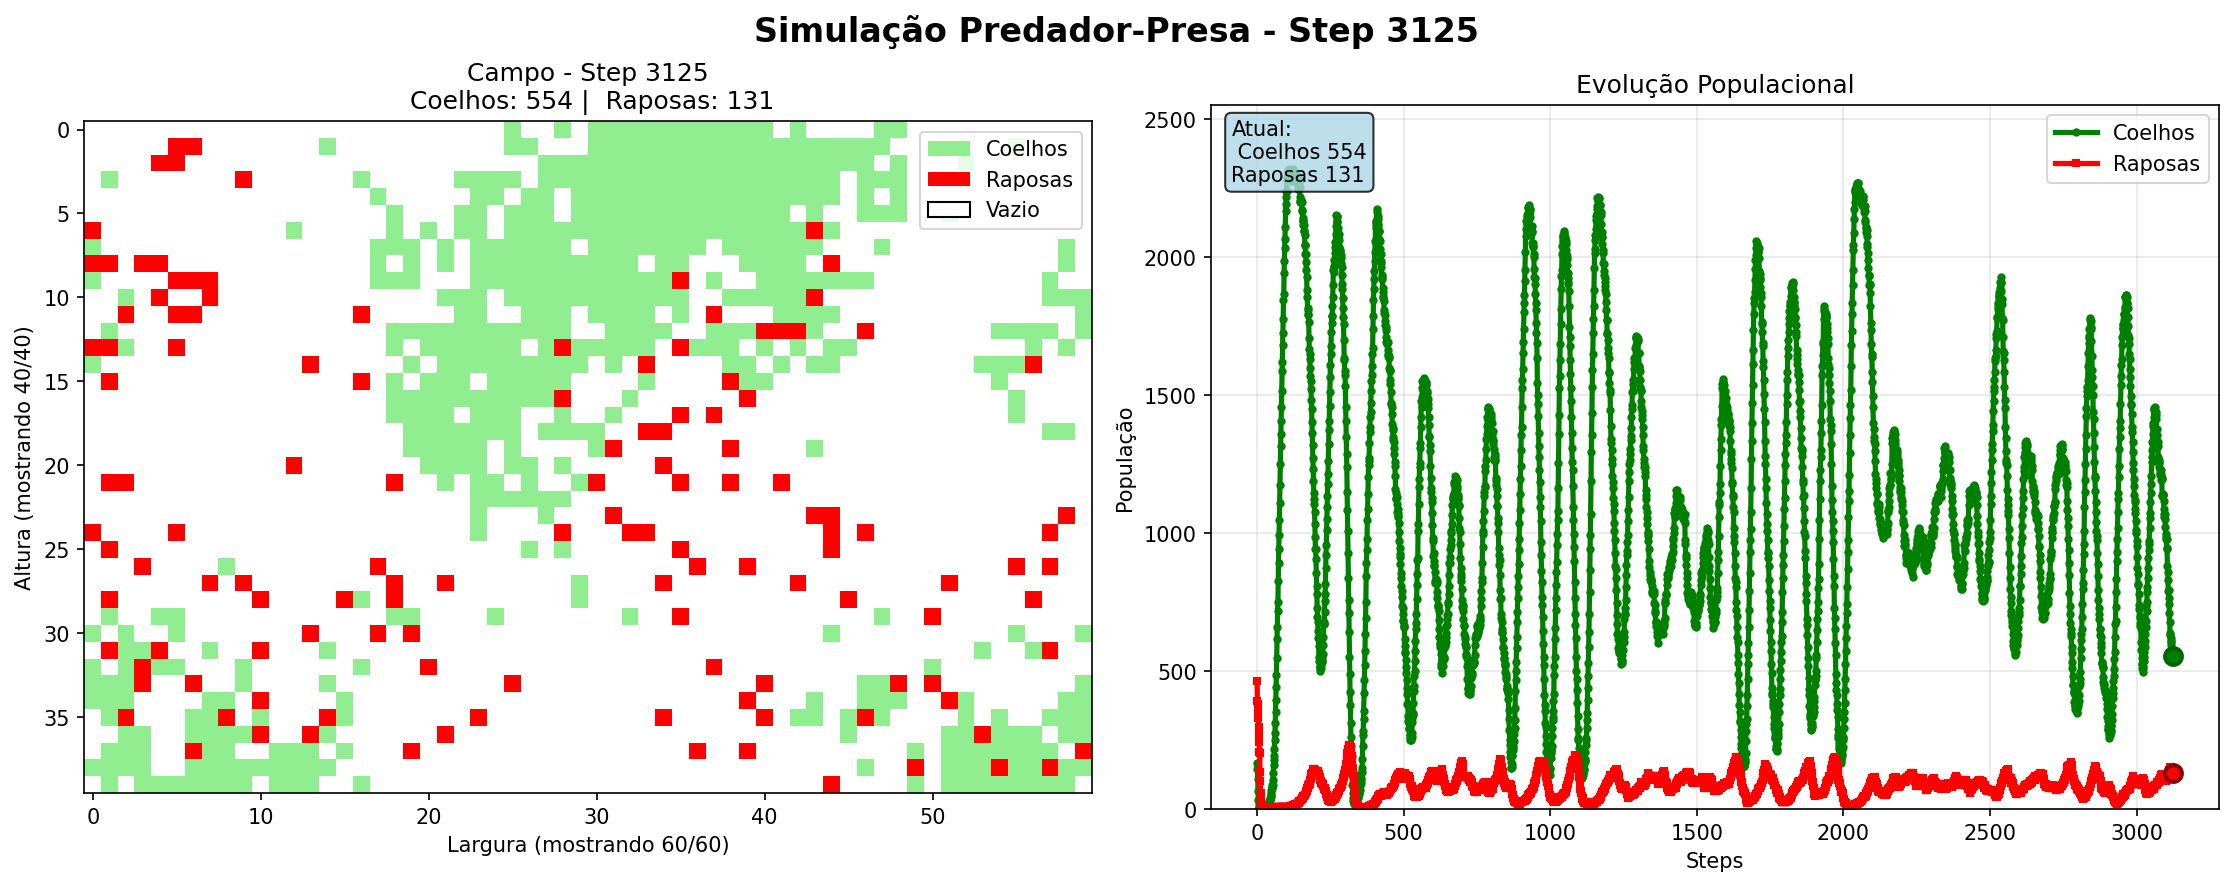 Simulação Predador-Presa - Step 3125
Campo - Step 3125
Coelhos: 554 |  Raposas: 131
Coelhos
Raposas
Vazio
0
5
10
15
20
25
30
35
Altura (mostrando 40/40)
0
10
20
30
40
50
Largura (mostrando 60/60)
Evolução Populacional
Atual:
Coelhos 554
Raposas 131
Coelhos
Raposas
2500
2000
1500
1000
500
0
População
0
500
1000
1500
2000
2500
3000
Steps